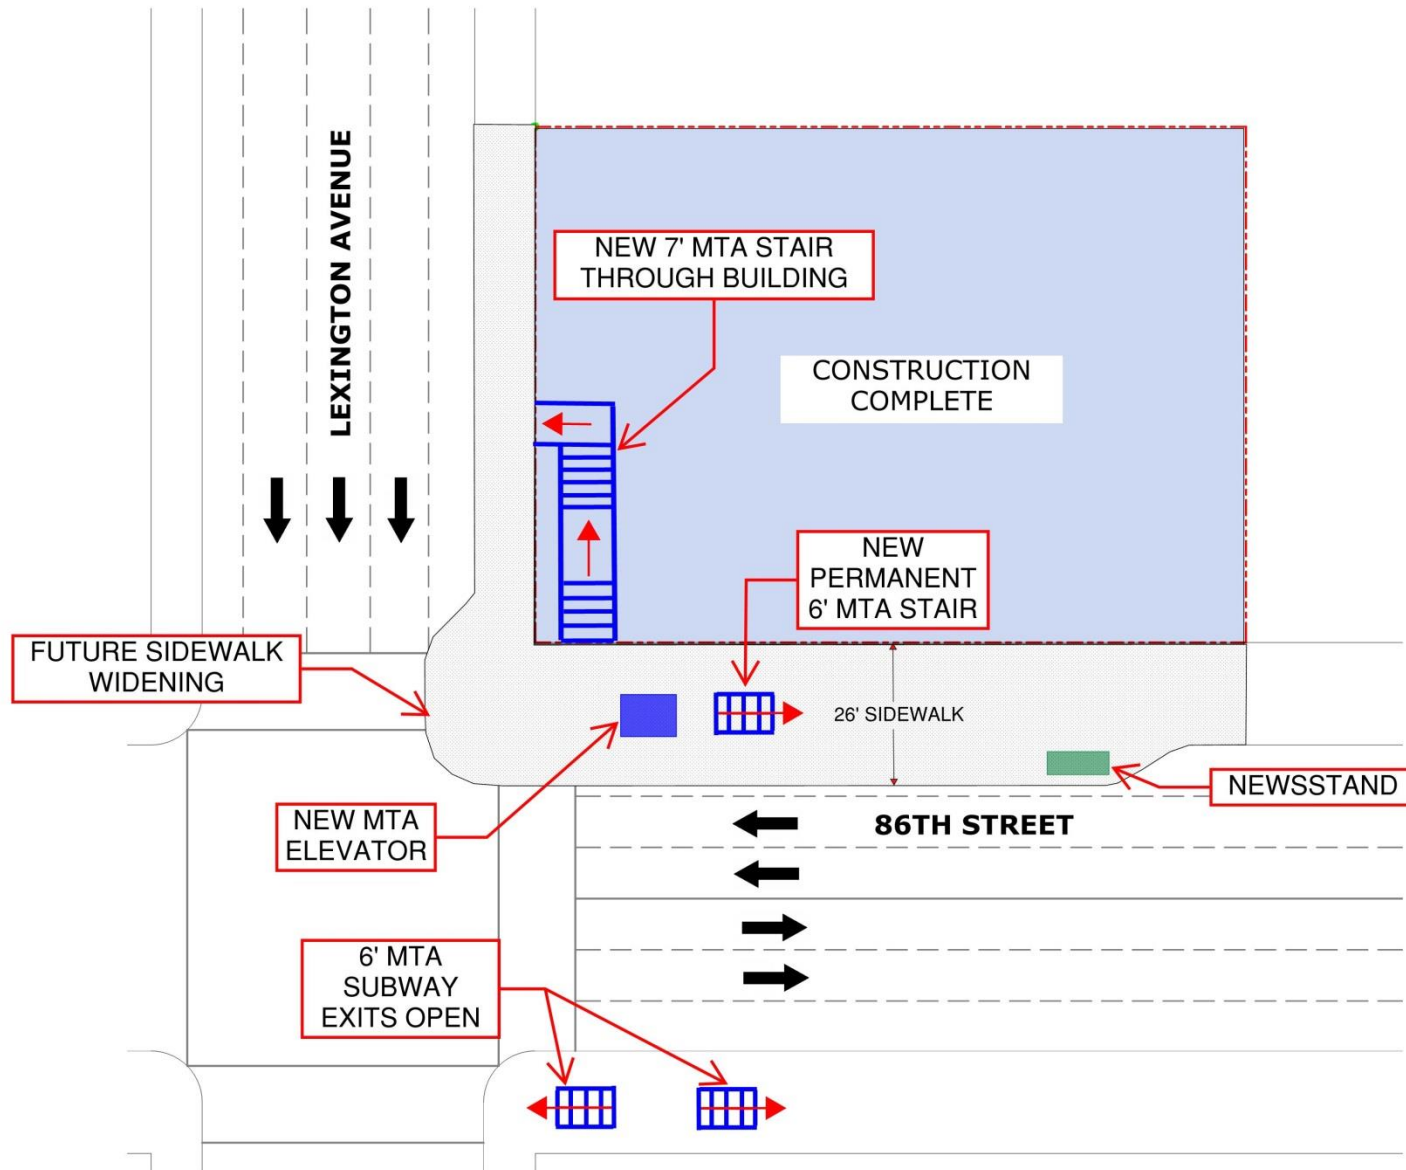 LEXINGTON AVENUE
NEW 7' MTA STAIR
THROUGH BUILDING
CONSTRUCTION
COMPLETE
NEW
PERMANENT
6' MTA STAIR
FUTURE SIDEWALK
WIDENING
26' SIDEWALK
NEWSSTAND
NEW MTA
ELEVATOR
86TH STREET
6' MTA
SUBWAY
EXITS OPEN